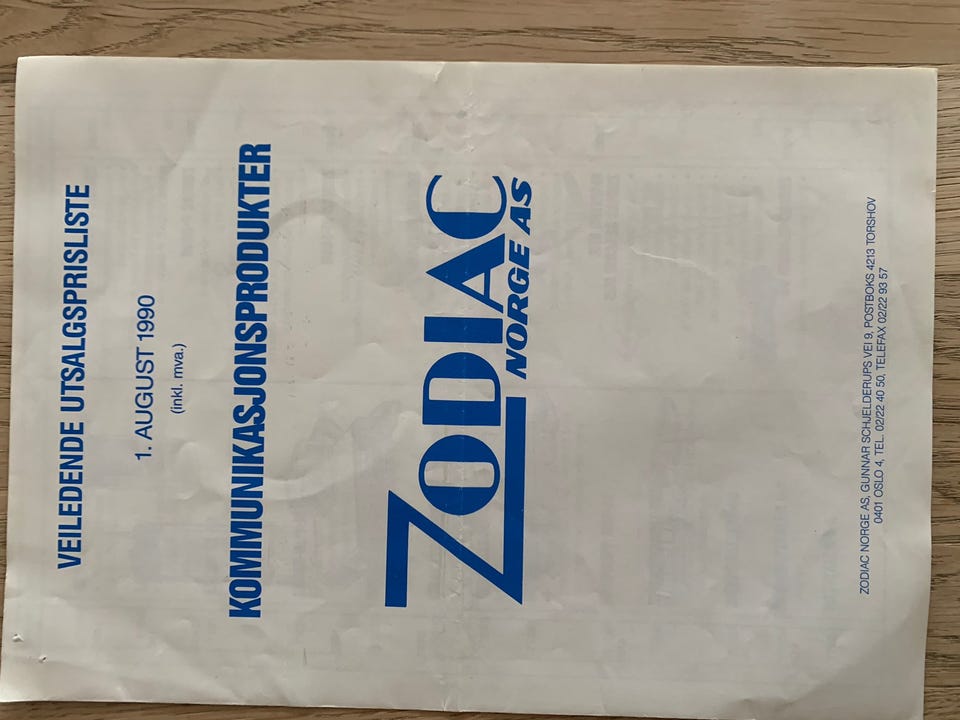 VEILEDENDE UTSALGSPRISLISTE
1. AUGUST 1990
(inkl. mva.)
KOMMUNIKASJONSPRODUKTER
ZODIAC
NORGE AS
ZODIAC NORGE AS, GUNNAR SCHJELDERUPS VEI 9, POSTBOKS 4213 TORSHOV
0401 OSLO 4, TEL. 02/22 40 50, TELEFAX 02/22 93 57